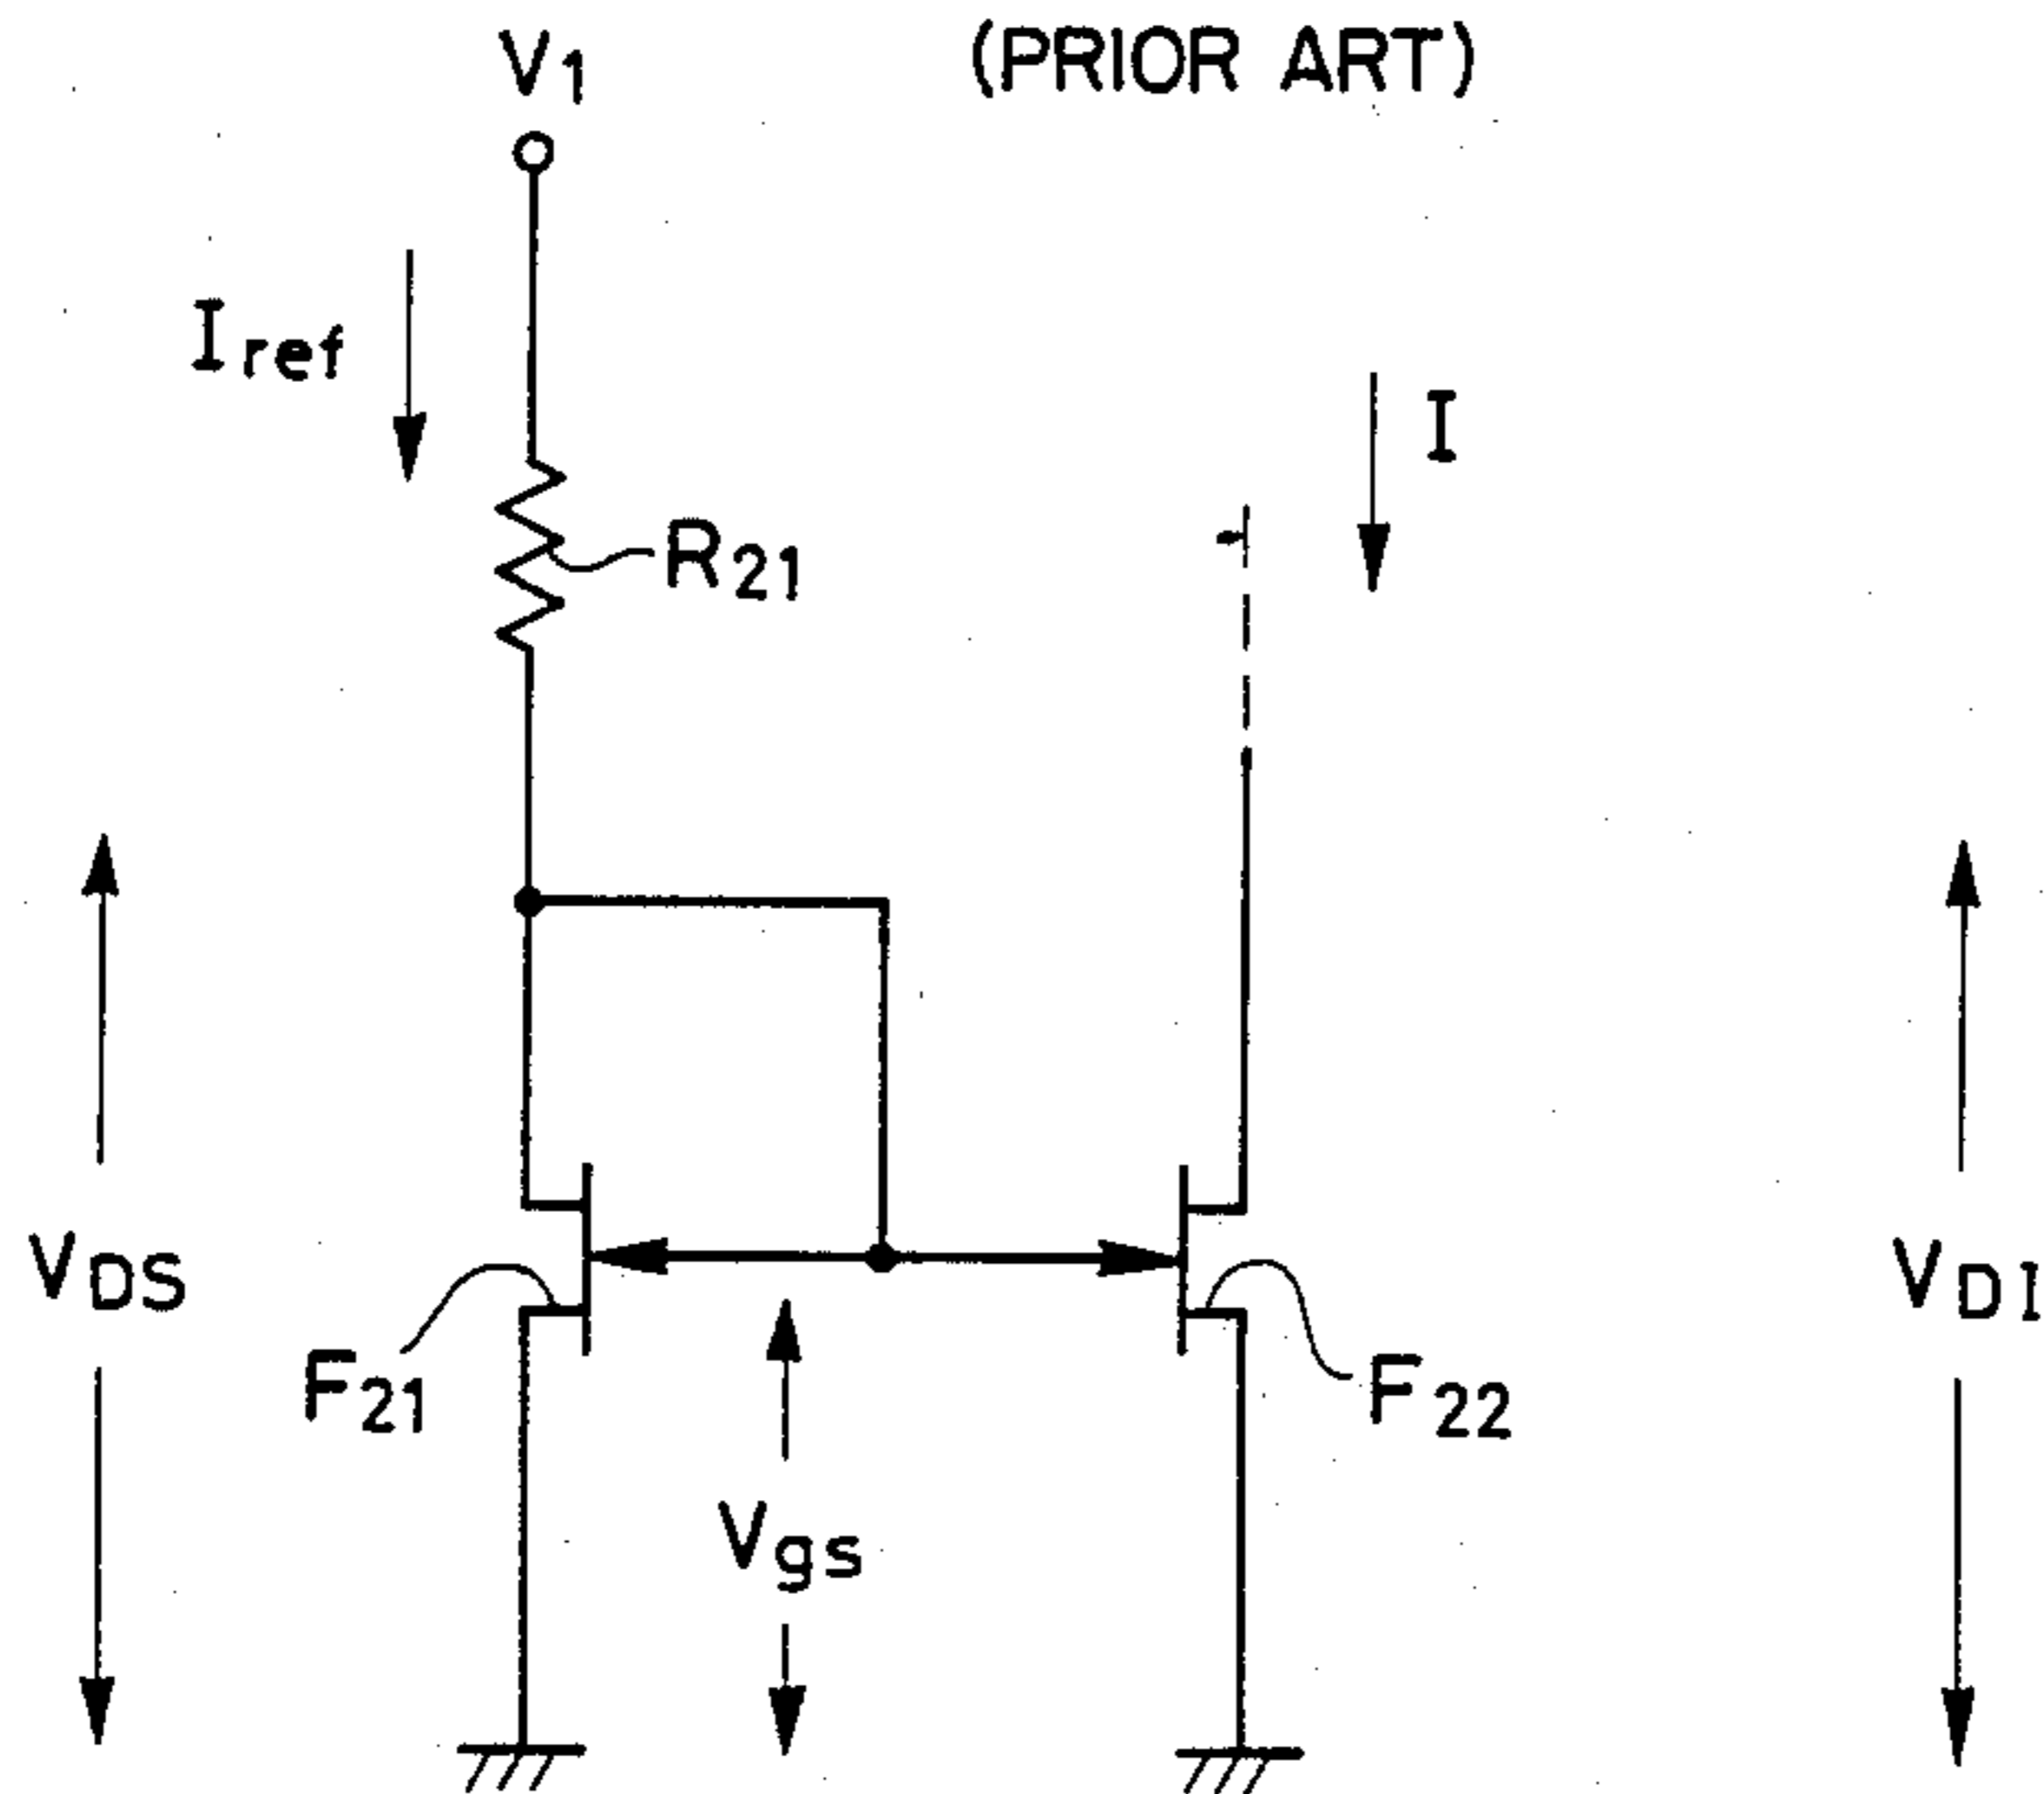 V1
(PRIOR ART)
Iref
I
R21
VDS
VDI
F21
F22
Vgs